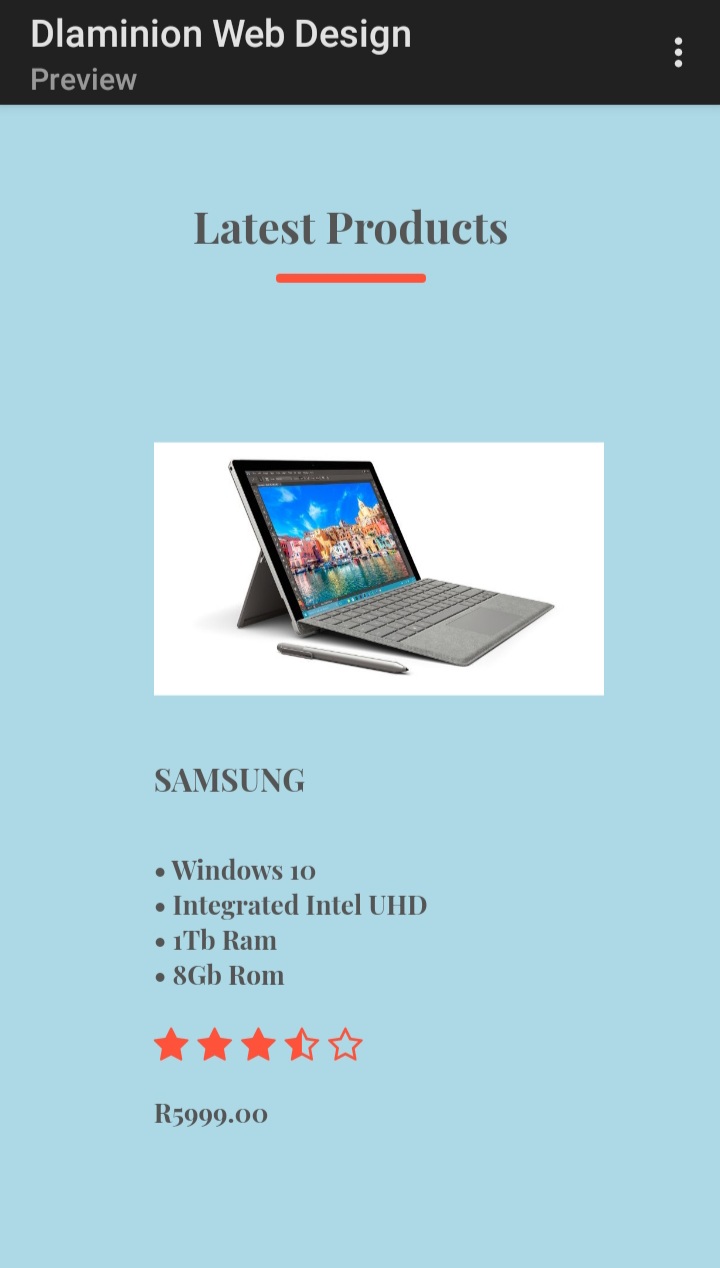 Dlaminion Web Design
Preview
Latest Products
SAMSUNG
• Windows 10
• Integrated Intel UHD
• 1Tb Ram
• 8Gb Rom
R5999.00